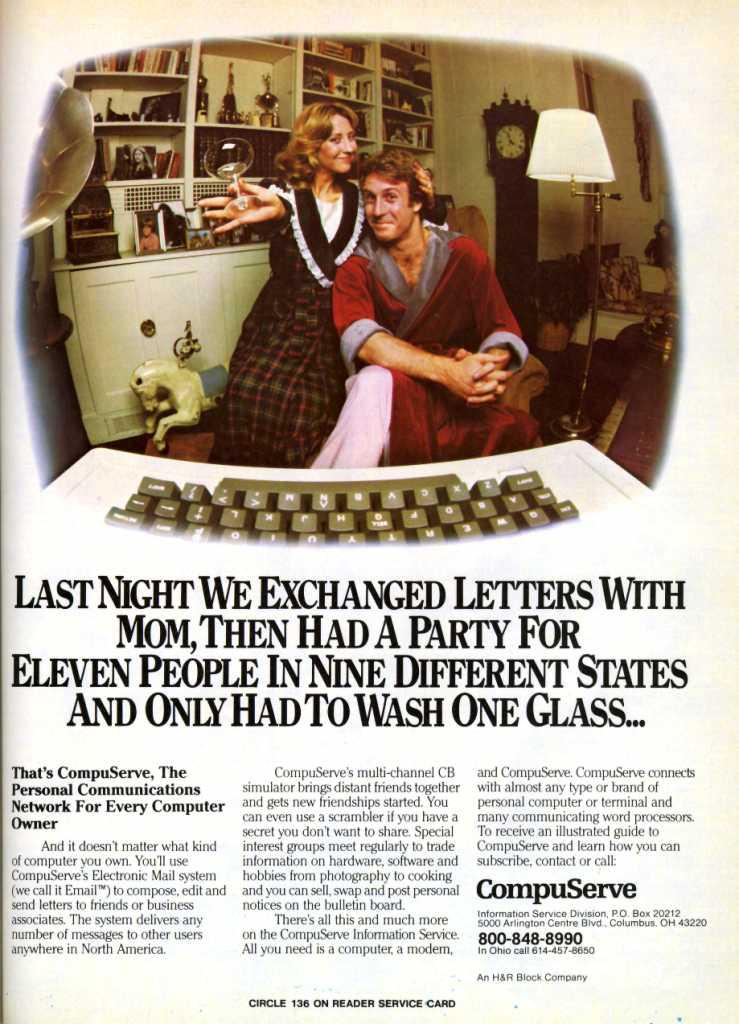 LAST NIGHT WE EXCHANGED LETTERS WITH
MOM, THEN HAD A PARTY FOR
ELEVEN PEOPLE IN NINE DIFFERENT STATES
AND ONLY HAD TO WASH ONE GLASS...
That's CompuServe, The
Personal Communications
Network For Every Computer
Owner
And it doesn't matter what kind
of computer you own. You'll use
CompuServe's Electronic Mail system
(we call it Email™) to compose, edit and
send letters to friends or business
associates. The system delivers any
number of messages to other users
anywhere in North America.
CompuServe's multi-channel CB
simulator brings distant friends together
and gets new friendships started. You
can even use a scrambler if you have a
secret you don't want to share. Special
interest groups meet regularly to trade
information on hardware, software and
hobbies from photography to cooking
and you can sell, swap and post personal
notices on the bulletin board.
There's all this and much more
on the CompuServe Information Service.
All you need is a computer, a modem,
and CompuServe. CompuServe connects
with almost any type or brand of
personal computer or terminal and
many communicating word processors.
To receive an illustrated guide to
CompuServe and learn how you can
subscribe, contact or call:
CompuServe
Information Service Division, P.O. Box 20212
5000 Arlington Centre Blvd., Columbus, OH 43220
800-848-8990
In Ohio call 614-457-8650
An H&R Block Company
CIRCLE 136 ON READER SERVICE CARD